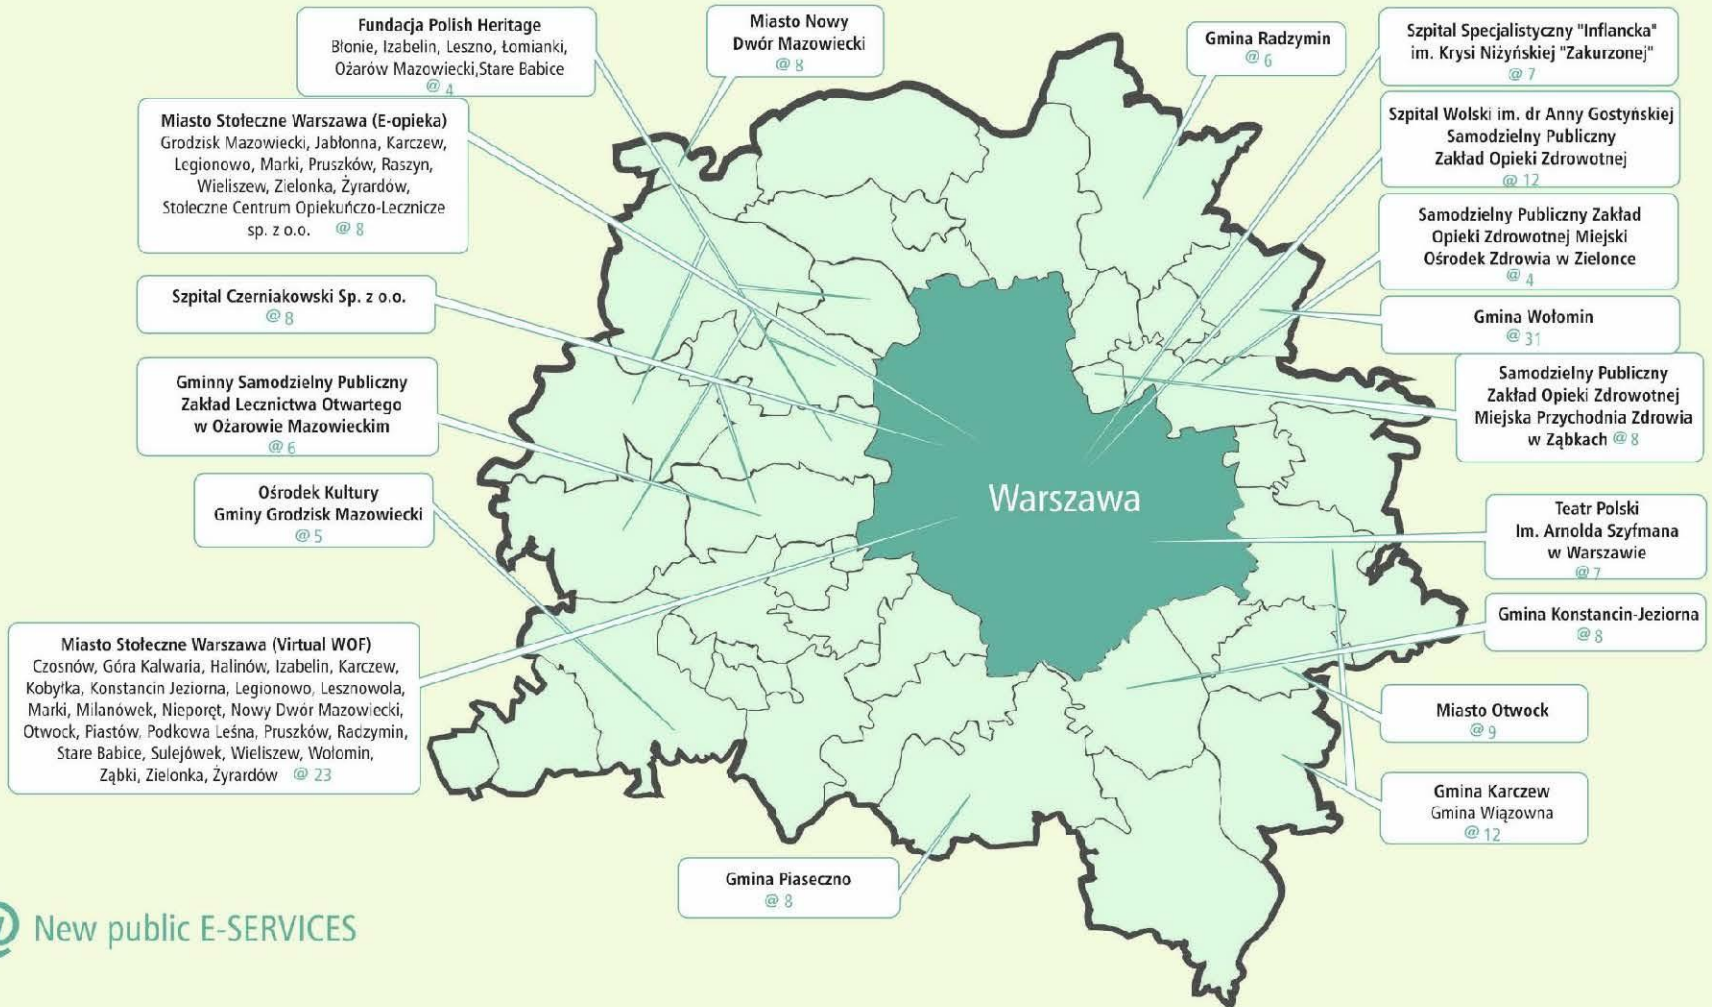 Fundacja Polish Heritage
Błonie, Izabelin, Leszno, Łomianki,
Ożarów Mazowiecki,Stare Babice
@ 4
Miasto Nowy
Dwór Mazowiecki
@ 8
Gmina Radzymin
@ 6
Szpital Specjalistyczny "Inflancka"
im. Krysi Niżyńskiej "Zakurzonej"
@ 7
Miasto Stołeczne Warszawa (E-opieka)
Grodzisk Mazowiecki, Jabłonna, Karczew,
Legionowo, Marki, Pruszków, Raszyn,
Wieliszew, Zielonka, Żyrardów,
Stołeczne Centrum Opiekuńczo-Lecznicze
sp. z o.o. @ 8
Szpital Wolski im. dr Anny Gostyńskiej
Samodzielny Publiczny
Zakład Opieki Zdrowotnej
@ 12
Samodzielny Publiczny Zakład
Opieki Zdrowotnej Miejski
Ośrodek Zdrowia w Zielonce
@ 4
Szpital Czerniakowski Sp. z o.o.
@ 8
Gmina Wołomin
@ 31
Gminny Samodzielny Publiczny
Zakład Lecznictwa Otwartego
w Ożarowie Mazowieckim
@ 6
Samodzielny Publiczny
Zakład Opieki Zdrowotnej
Miejska Przychodnia Zdrowia
w Ząbkach @ 8
Ośrodek Kultury
Gminy Grodzisk Mazowiecki
@ 5
Warszawa
Teatr Polski
Im. Arnolda Szyfmana
w Warszawie
@ 7
Gmina Konstancin-Jeziorna
@ 8
Miasto Stołeczne Warszawa (Virtual WOF)
Czosnów, Góra Kalwaria, Halinów, Izabelin, Karczew,
Kobyłka, Konstancin Jeziorna, Legionowo, Lesznowola,
Marki, Milanówek, Nieporęt, Nowy Dwór Mazowiecki,
Otwock, Piastów, Podkowa Leśna, Pruszków, Radzymin,
Stare Babice, Sulejówek, Wieliszew, Wołomin,
Ząbki, Zielonka, Żyrardów @ 23
Miasto Otwock
@ 9
Gmina Karczew
Gmina Wiązowna
@ 12
Gmina Piaseczno
@ 8
@ New public E-SERVICES